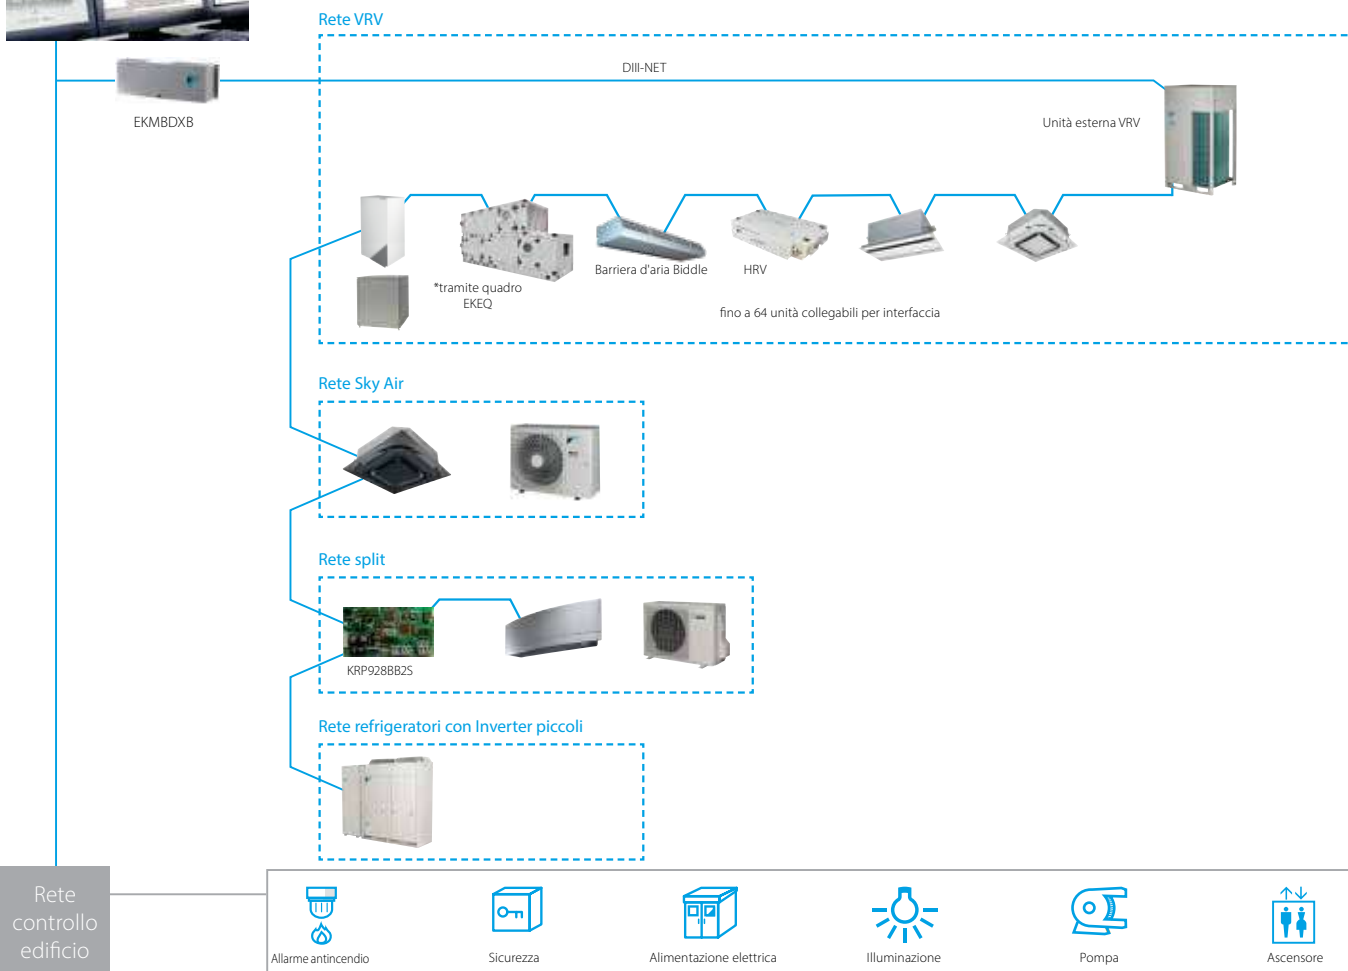 Rete VRV
DIII-NET
EKMBDXB
Unità esterna VRV
Barriera d'aria Biddle
HRV
*tramite quadro
EKEQ
fino a 64 unità collegabili per interfaccia
Rete Sky Air
Rete split
KRP928BB2S
Rete refrigeratori con Inverter piccoli
Rete
controllo
edificio
Allarme antincendio
Sicurezza
Alimentazione elettrica
Illuminazione
Pompa
Ascensore